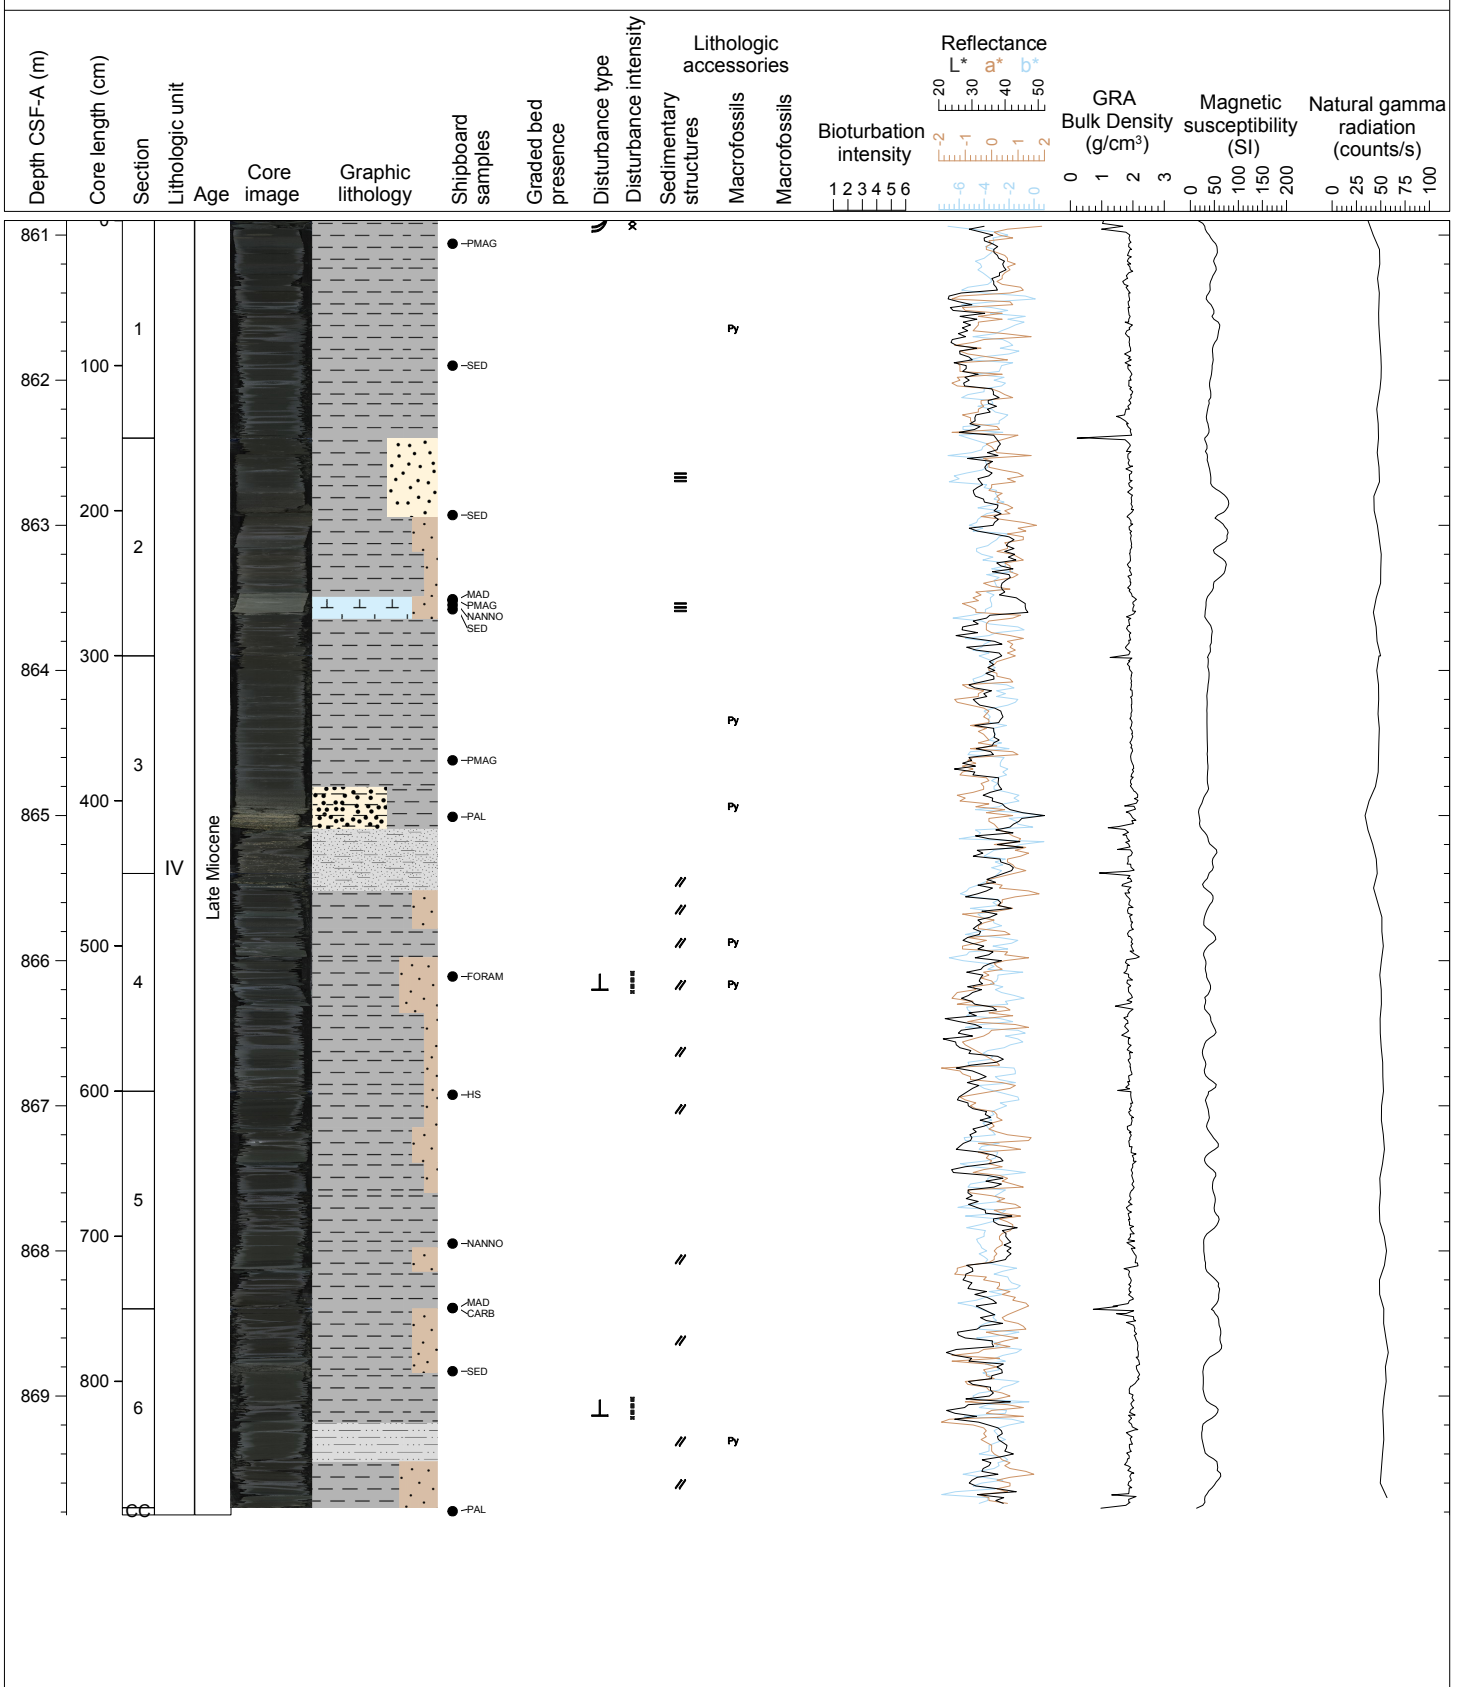 Depth CSF-A (m)
Core length (cm)
Section
Lithologic unit
Age
Core
image
Graphic
lithology
Shipboard
samples
Graded bed
presence
Disturbance type
Disturbance intensity
Lithologic
accessories
Sedimentary
structures
Macrofossils
Macrofossils
Bioturbation
intensity
1 2 3 4 5 6
Reflectance
L* a* b*
20 30 40 50
-2 -1 0 1 2
-6 -4 -2 0
GRA
Bulk Density
(g/cm³)
0 1 2 3
Magnetic
susceptibility
(SI)
0 50 100 150 200
Natural gamma
radiation
(counts/s)
0 25 50 75 100
0
861
PMAG
1
Py
100
SED
862
200
SED
863
2
MAD
PMAG
NANNO
SED
300
864
Py
PMAG
3
400
Py
865
PAL
IV
Late Miocene
500
Py
866
FORAM
4
Py
600
HS
867
5
700
NANNO
868
MAD
CARB
SED
800
869
6
Py
CC
PAL